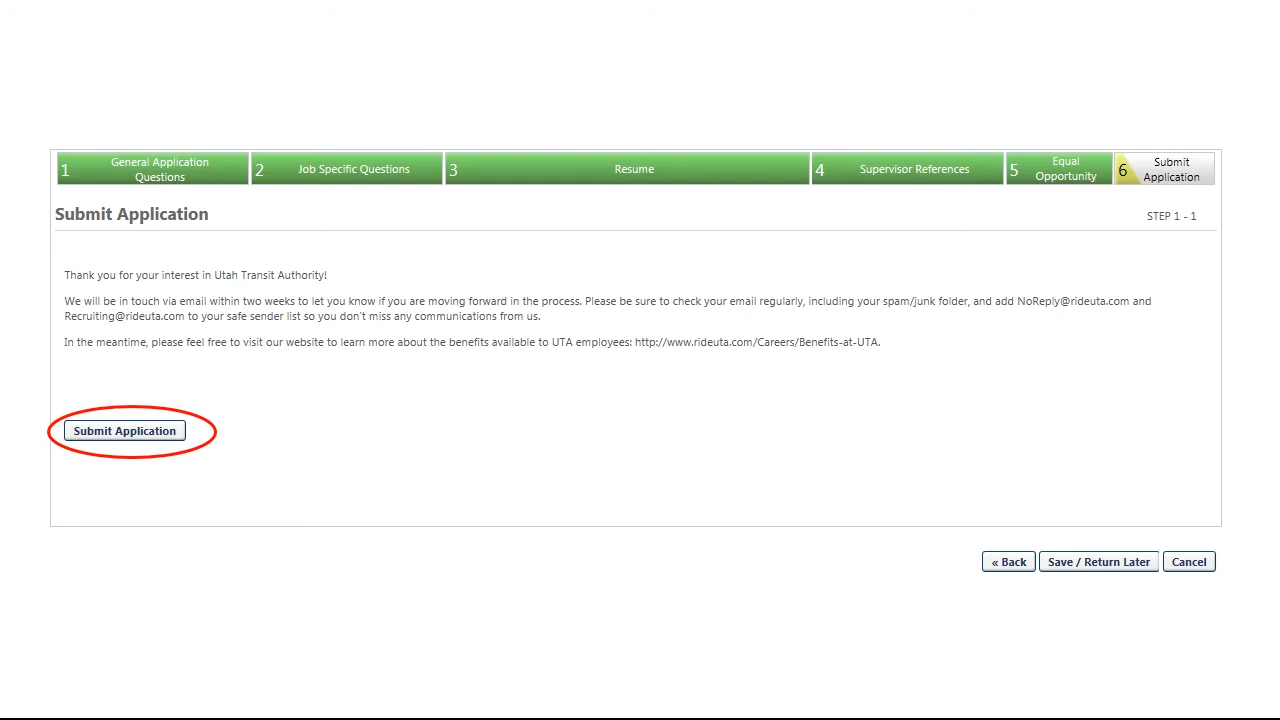 1 General Application
Questions
2 Job Specific Questions
3 Resume
4 Supervisor References
5 Equal
Opportunity
6 Submit
Application
Submit Application
STEP 1 - 1
Thank you for your interest in Utah Transit Authority!
We will be in touch via email within two weeks to let you know if you are moving forward in the process. Please be sure to check your email regularly, including your spam/junk folder, and add NoReply@rideuta.com and
Recruiting@rideuta.com to your safe sender list so you don't miss any communications from us.
In the meantime, please feel free to visit our website to learn more about the benefits available to UTA employees: http://www.rideuta.com/Careers/Benefits-at-UTA.
Submit Application
« Back
Save / Return Later
Cancel